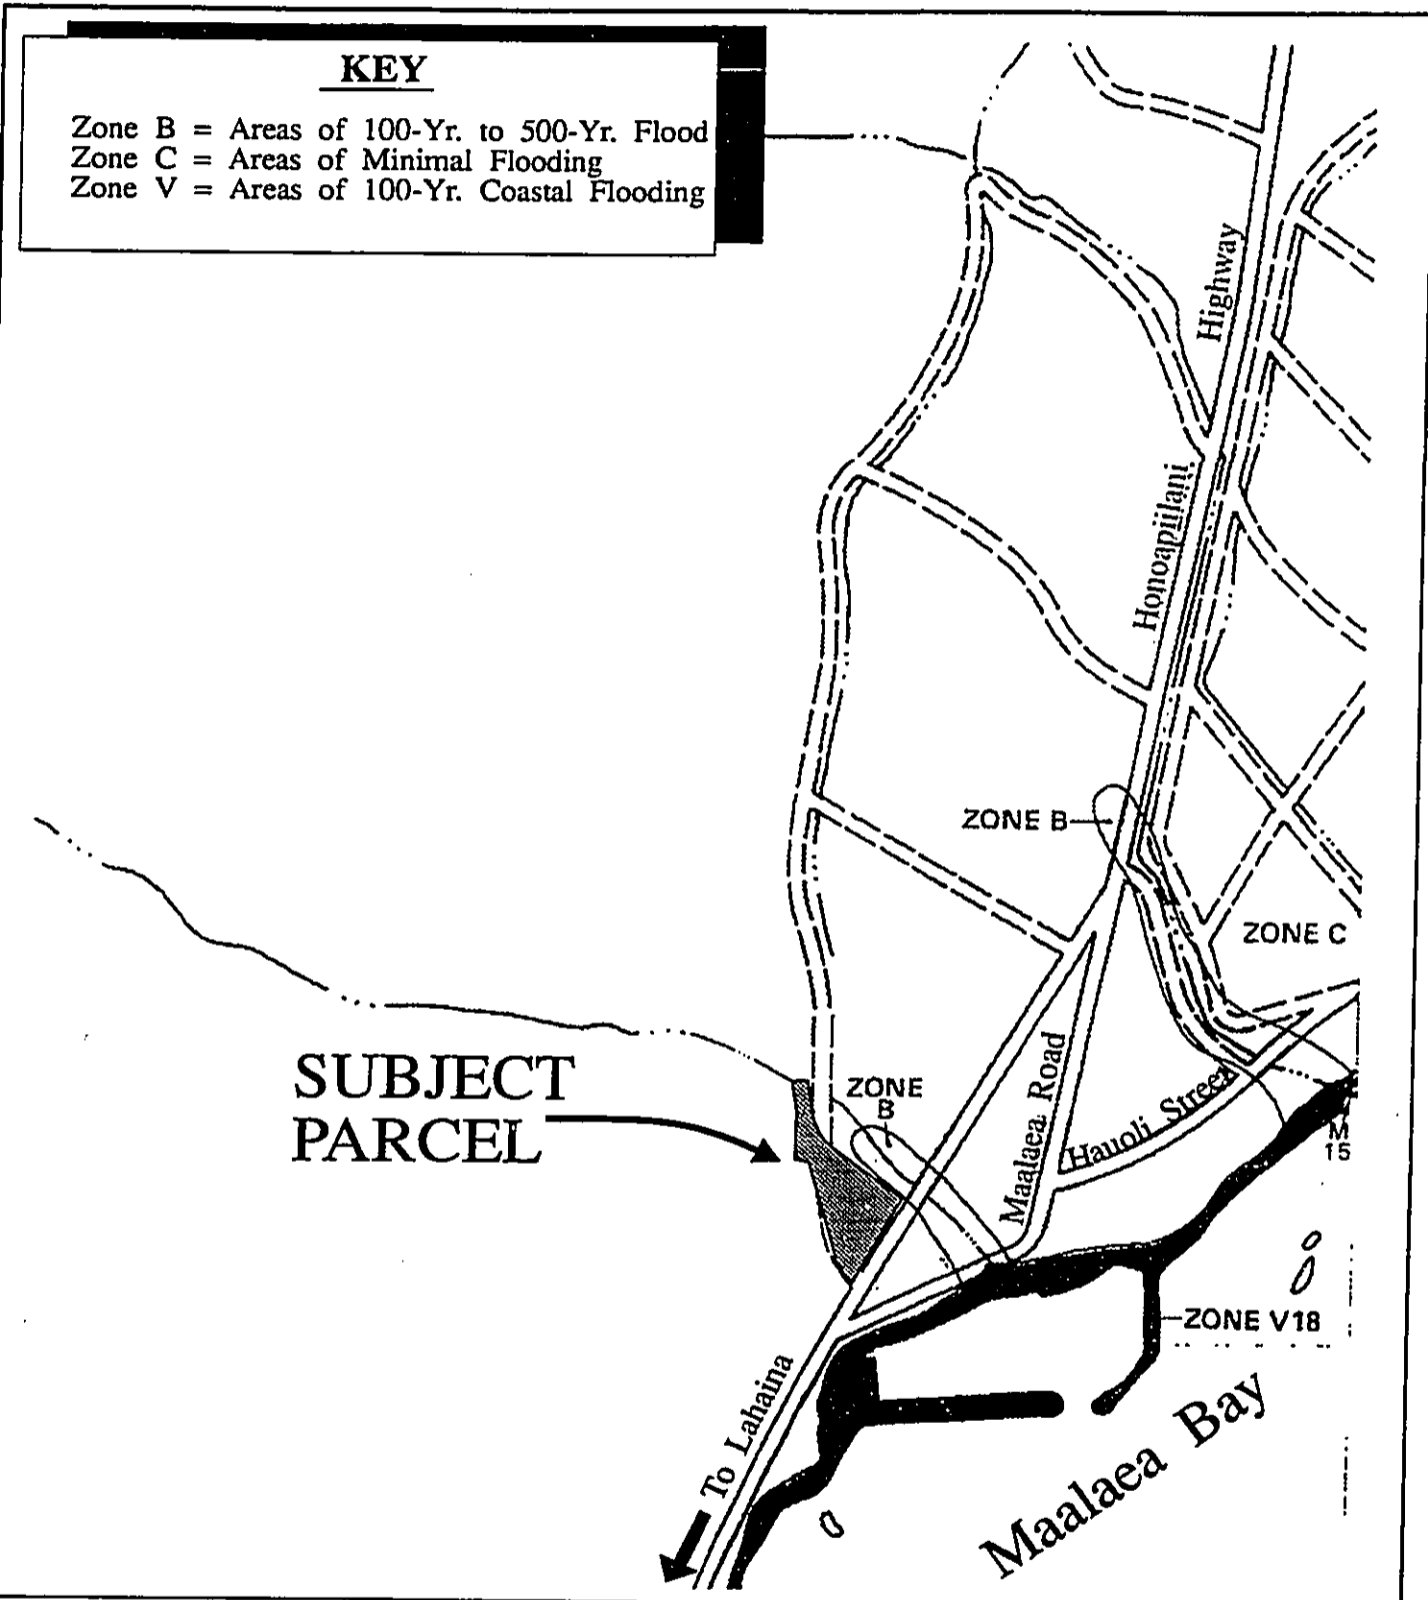 KEY
Zone B = Areas of 100-Yr. to 500-Yr. Flood
Zone C = Areas of Minimal Flooding
Zone V = Areas of 100-Yr. Coastal Flooding
Highway
Honoapiilani
ZONE B
ZONE C
SUBJECT
PARCEL
ZONE
B
Maalaea Road
Hauoli Street
M
15
ZONE V18
To Lahaina
Maalaea Bay